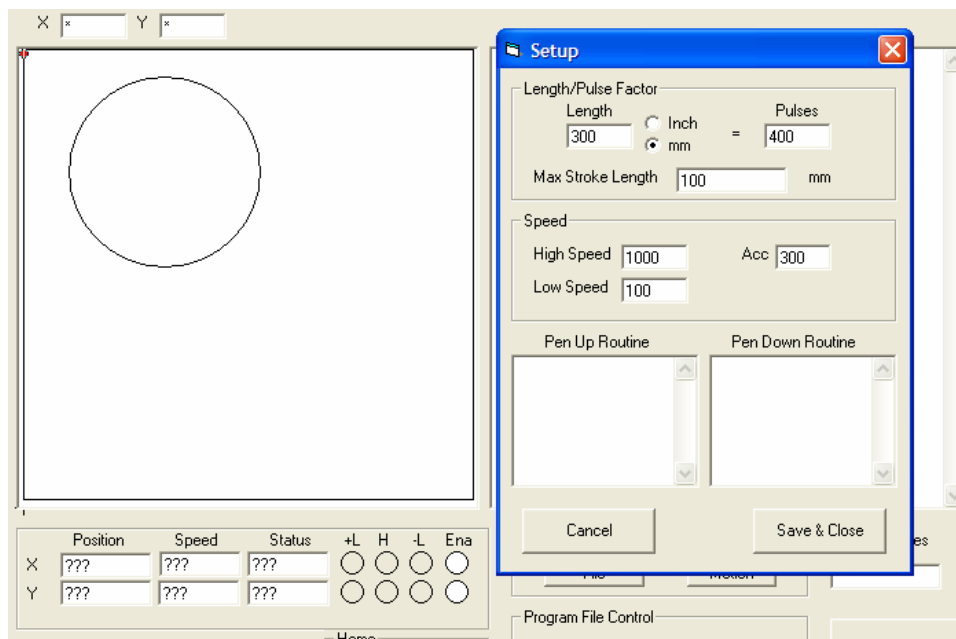 X * Y *
Setup
Length/Pulse Factor
Length Inch Pulses
300 mm = 400
Max Stroke Length 100 mm
Speed
High Speed 1000 Acc 300
Low Speed 100
Pen Up Routine Pen Down Routine
Cancel Save & Close
Position Speed Status +L H -L Ena
X ??? ??? ???
Y ??? ??? ???
Program File Control